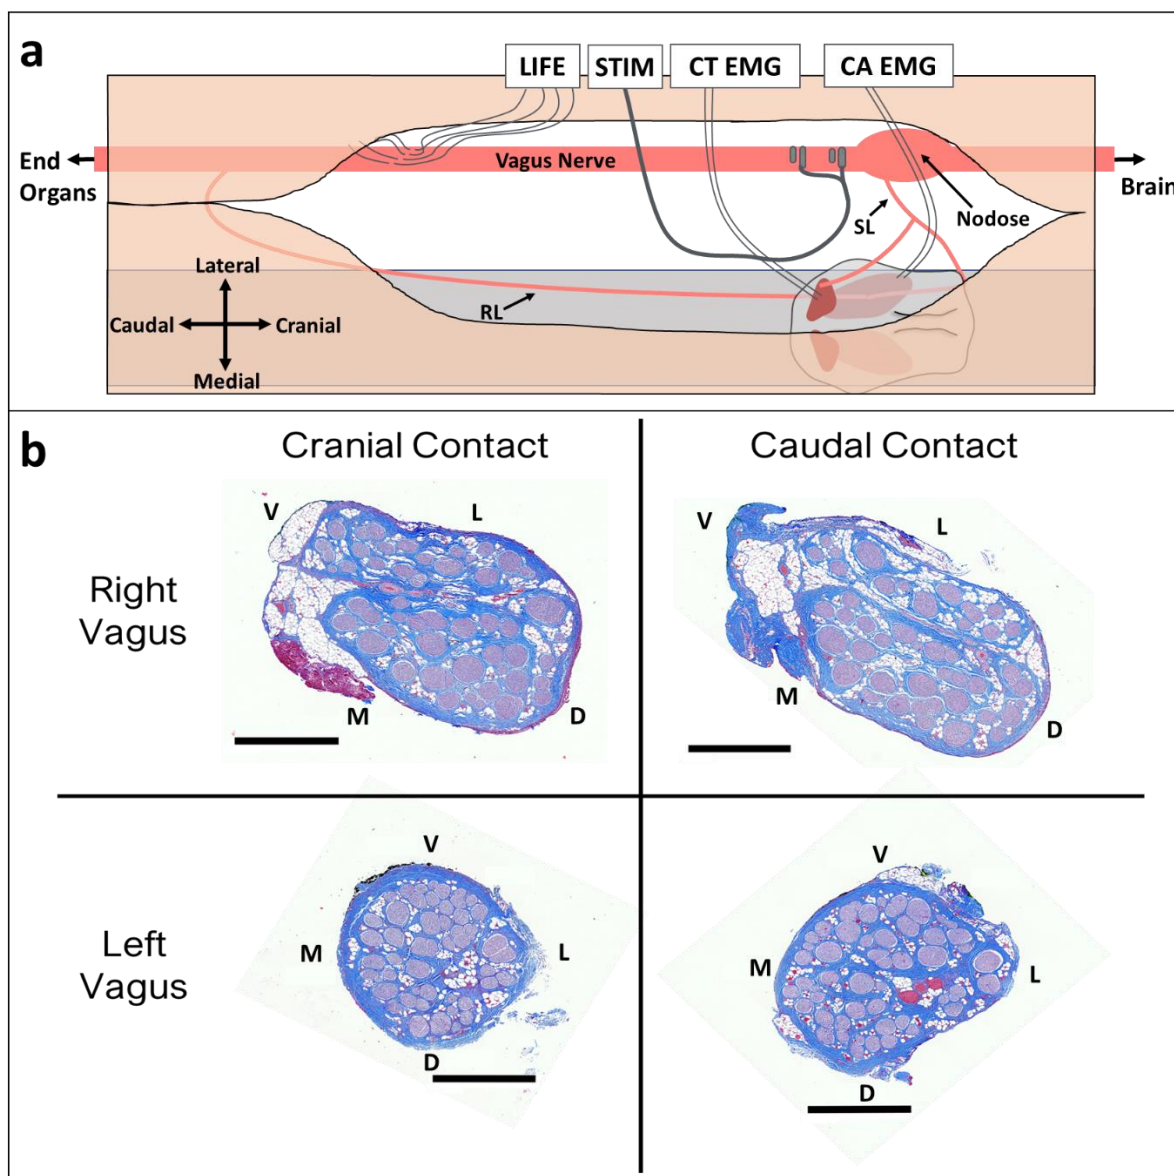 a
LIFE
STIM
CT EMG
CA EMG
End
Organs
Vagus Nerve
Brain
SL
Nodose
Lateral
Caudal
Cranial
RL
Medial
b
Cranial Contact
Caudal Contact
Right
Vagus
V
L
M
D
V
L
M
D
Left
Vagus
V
M
L
D
V
M
L
D